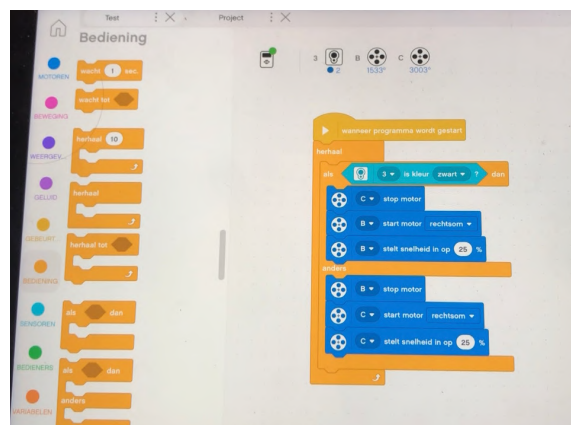 Test
Project
Bediening
3
2
B
1533°
C
3003°
MOTOREN
BEWEGING
WEERGEV...
GELUID
GEBEURT...
BEDIENING
SENSOREN
BEDIENERS
VARIABELEN
wacht 1 sec.
wacht tot
herhaal 10
herhaal
herhaal tot
als dan
als dan
anders
wanneer programma wordt gestart
herhaal
als 3 is kleur zwart ? dan
C stop motor
B start motor rechtsom
B stelt snelheid in op 25 %
anders
B stop motor
C start motor rechtsom
C stelt snelheid in op 25 %